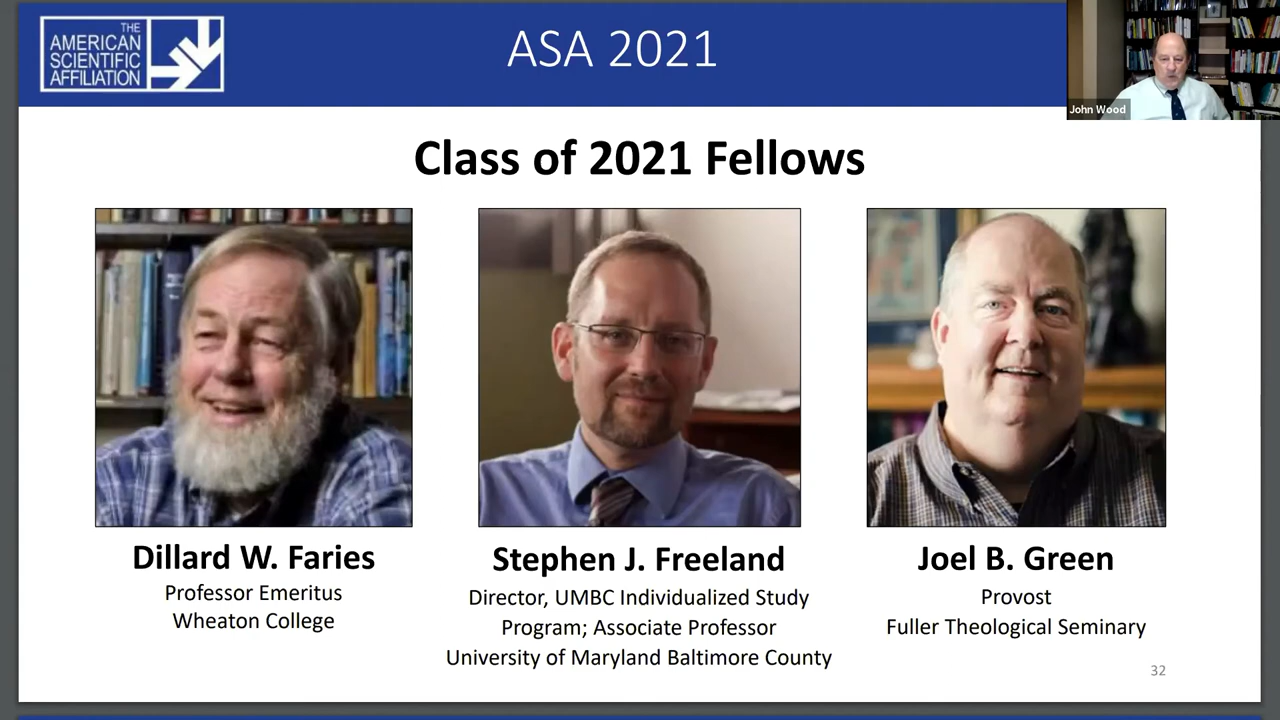 THE
AMERICAN
SCIENTIFIC
AFFILIATION
ASA 2021
John Wood
Class of 2021 Fellows
Dillard W. Faries
Professor Emeritus
Wheaton College
Stephen J. Freeland
Director, UMBC Individualized Study
Program; Associate Professor
University of Maryland Baltimore County
Joel B. Green
Provost
Fuller Theological Seminary
32